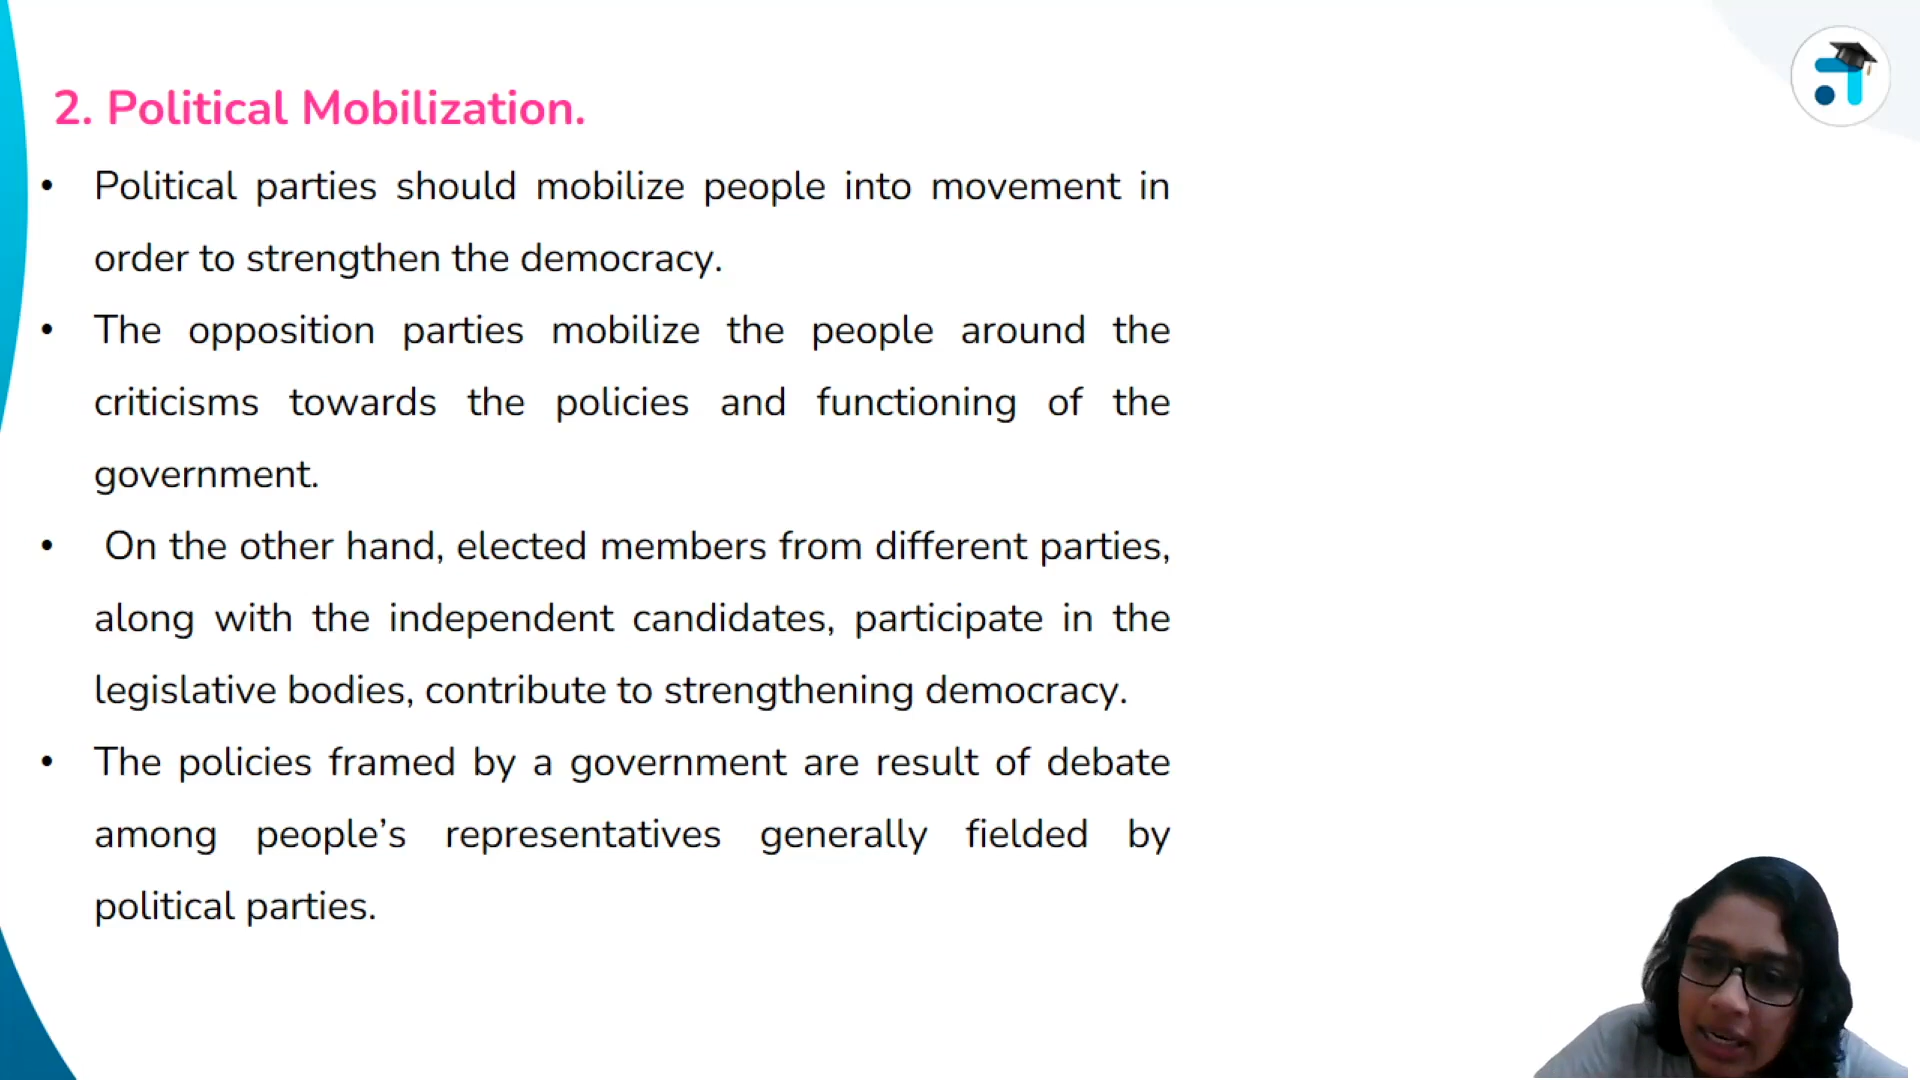 2. Political Mobilization.
• Political parties should mobilize people into movement in
order to strengthen the democracy.
• The opposition parties mobilize the people around the
criticisms towards the policies and functioning of the
government.
• On the other hand, elected members from different parties,
along with the independent candidates, participate in the
legislative bodies, contribute to strengthening democracy.
• The policies framed by a government are result of debate
among people’s representatives generally fielded by
political parties.